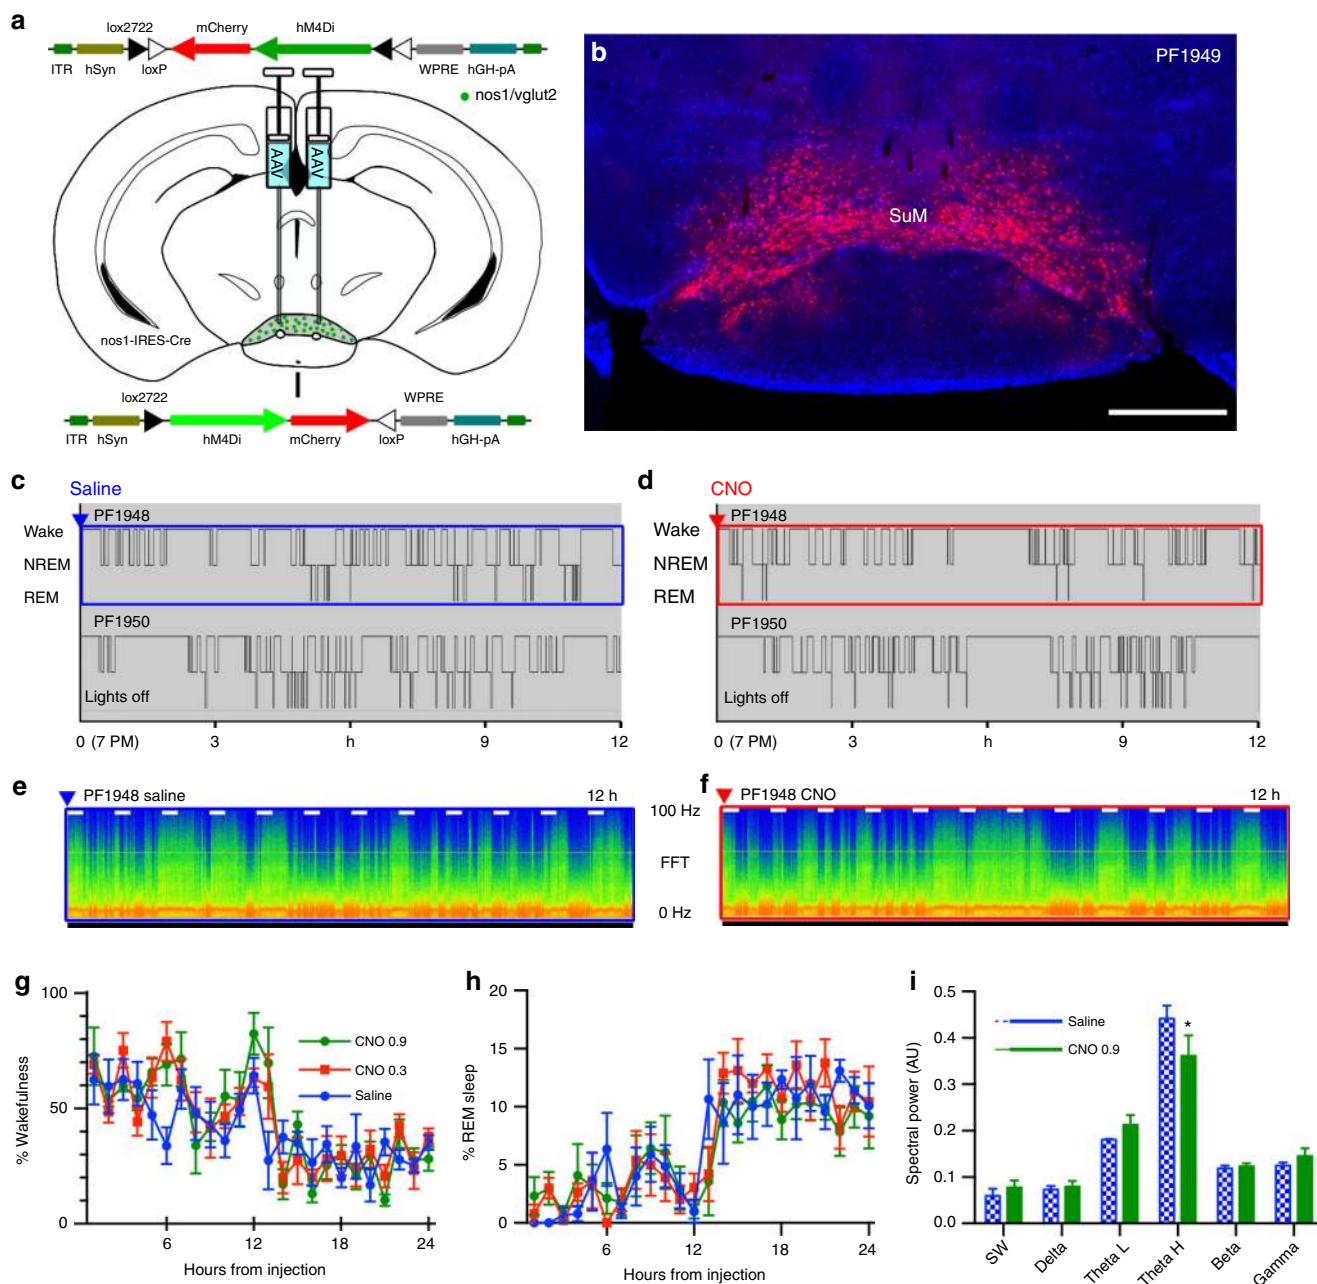 a
lox2722 mCherry hM4Di
ITR hSyn loxP WPRE hGH-pA
nos1/vglut2
AAV AAV
nos1-IRES-Cre
lox2722 WPRE
ITR hSyn hM4Di mCherry loxP hGH-pA
b
PF1949
SuM
c
Saline
PF1948
Wake
NREM
REM
PF1950
Lights off
0 (7 PM) 3 h 9 12
d
CNO
PF1948
Wake
NREM
REM
PF1950
Lights off
0 (7 PM) 3 h 9 12
e
PF1948 saline 12 h
100 Hz
FFT
0 Hz
f
PF1948 CNO 12 h
g
% Wakefulness
100
50
0
CNO 0.9
CNO 0.3
Saline
6 12 18 24
Hours from injection
h
% REM sleep
20
15
10
5
0
6 12 18 24
Hours from injection
i
Spectral power (AU)
0.5
0.4
0.3
0.2
0.1
0.0
Saline
CNO 0.9
*
SW Delta Theta L Theta H Beta Gamma